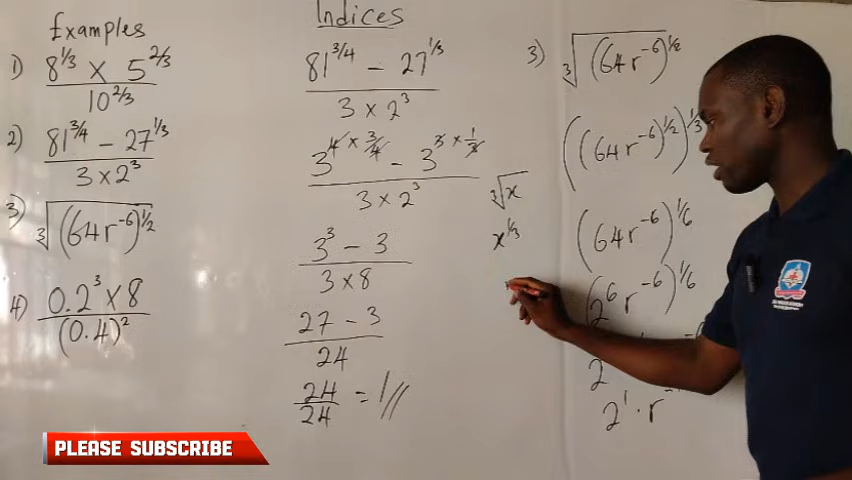 Examples
1) 8^{1/3} × 5^{2/3} / 10^{2/3}
2) 81^{3/4} − 27^{1/3} / 3 × 2^3
3) ∛(64r^{-6})^{1/2}
4) 0.2^3 × 8 / (0.4)^2
Indices
81^{3/4} − 27^{1/3} / 3 × 2^3
3^{4 × 3/4} − 3^{3 × 1/3} / 3 × 2^3
3^3 − 3 / 3 × 8
27 − 3 / 24
24 / 24 = 1//
∛x
x^{1/3}
3) ∛(64r^{-6})^{1/2}
((64r^{-6})^{1/2})^{1/3}
(64r^{-6})^{1/6}
(2^6 r^{-6})^{1/6}
2
2^1 · r^-
PLEASE SUBSCRIBE